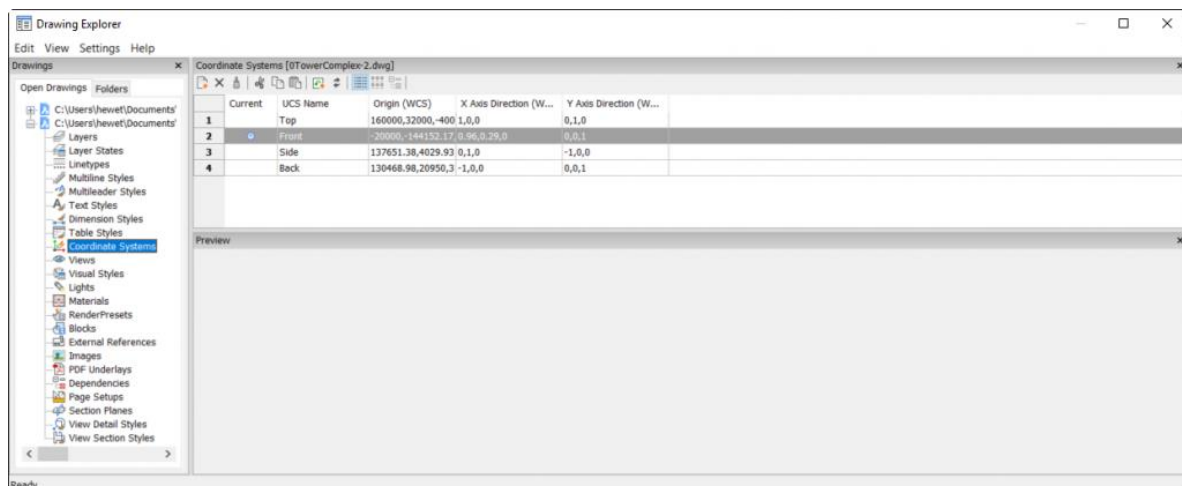 Drawing Explorer
Edit View Settings Help
Drawings
Open Drawings Folders
C:\Users\hewet\Documents'
C:\Users\hewet\Documents'
Layers
Layer States
Linetypes
Multiline Styles
Multileader Styles
Text Styles
Dimension Styles
Table Styles
Coordinate Systems
Views
Visual Styles
Lights
Materials
RenderPresets
Blocks
External References
Images
PDF Underlays
Dependencies
Page Setups
Section Planes
View Detail Styles
View Section Styles
Coordinate Systems [0TowerComplex-2.dwg]
Current UCS Name Origin (WCS) X Axis Direction (W... Y Axis Direction (W...
1 Top 160000,32000,-400 1,0,0 0,1,0
2 Front -20000,-144152.17, 0.96,0.29,0 0,0,1
3 Side 137651.38,4029.93 0,1,0 -1,0,0
4 Back 130468.98,20950,3 -1,0,0 0,0,1
Preview
Ready